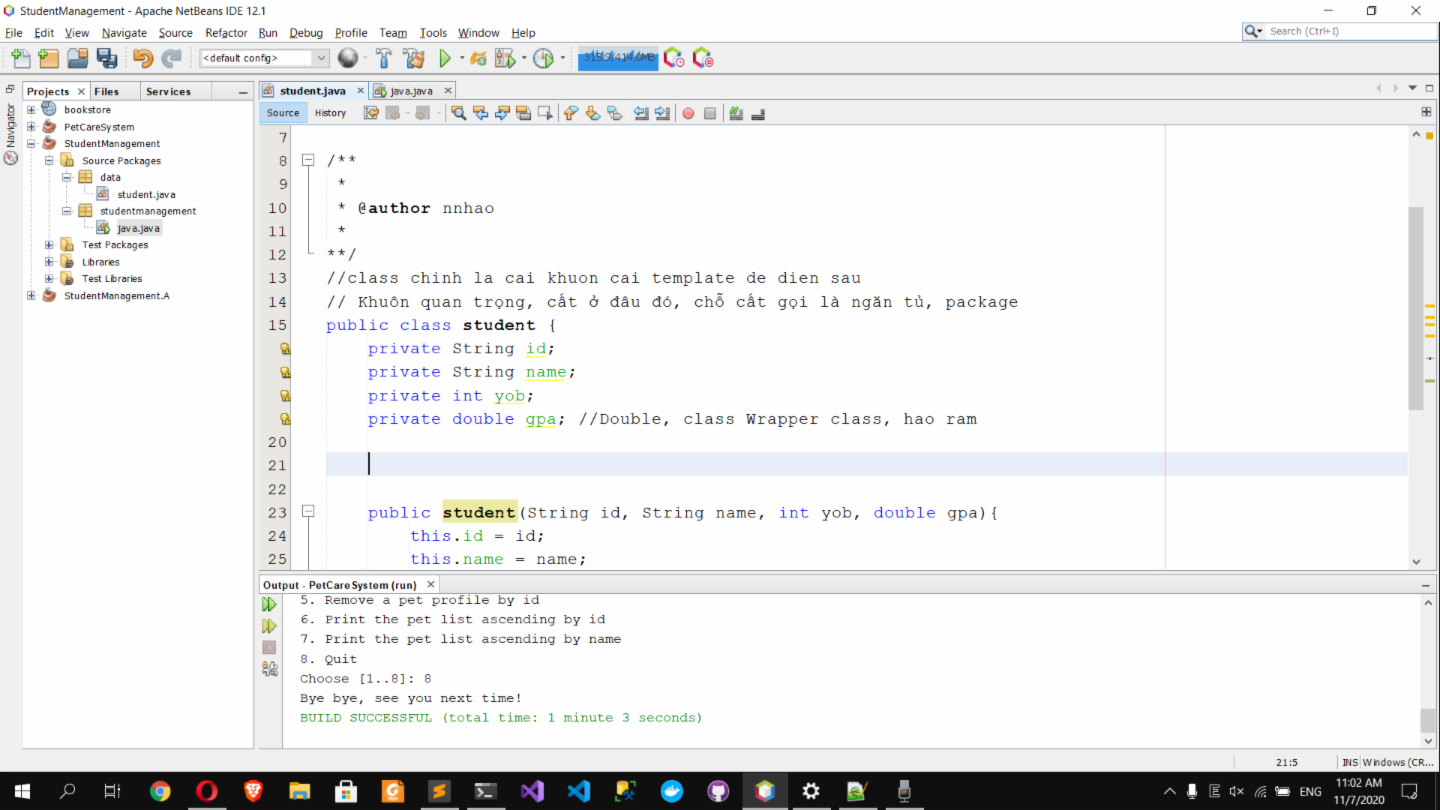 StudentManagement - Apache NetBeans IDE 12.1
File Edit View Navigate Source Refactor Run Debug Profile Team Tools Window Help
Search (Ctrl+I)
<default config>
Projects Files Services
student.java java.java
Navigator
Source History
bookstore
PetCareSystem
StudentManagement
Source Packages
data
student.java
studentmanagement
java.java
Test Packages
Libraries
Test Libraries
StudentManagement.A
7
8 /**
9 *
10 * @author nnhao
11 *
12 **/
13 //class chinh la cai khuon cai template de dien sau
14 // Khuôn quan trọng, cất ở đâu đó, chỗ cất gọi là ngăn tủ, package
15 public class student {
private String id;
private String name;
private int yob;
private double gpa; //Double, class Wrapper class, hao ram
20
21
22
23 public student(String id, String name, int yob, double gpa){
24 this.id = id;
25 this.name = name;
Output - PetCareSystem (run)
5. Remove a pet profile by id
6. Print the pet list ascending by id
7. Print the pet list ascending by name
8. Quit
Choose [1..8]: 8
Bye bye, see you next time!
BUILD SUCCESSFUL (total time: 1 minute 3 seconds)
21:5 INS Windows (CR...
ENG
11:02 AM
11/7/2020